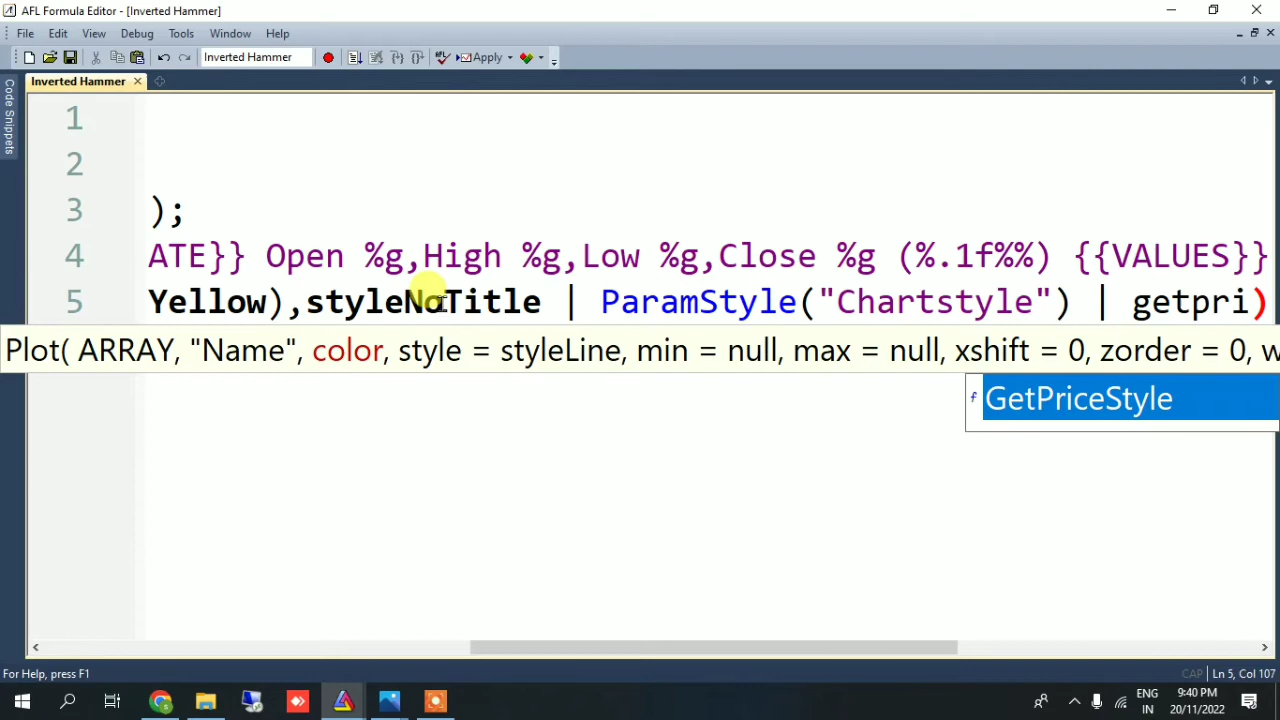 AFL Formula Editor - [Inverted Hammer]
File Edit View Debug Tools Window Help
Inverted Hammer Apply
Inverted Hammer
Code Snippets
1
2
3 );
4 ATE}} Open %g,High %g,Low %g,Close %g (%.1f%%) {{VALUES}}
5 Yellow),styleNoTitle | ParamStyle("Chartstyle") | getpri)
Plot( ARRAY, "Name", color, style = styleLine, min = null, max = null, xshift = 0, zorder = 0, w
f GetPriceStyle
For Help, press F1
CAP Ln 5, Col 107
ENG
IN
9:40 PM
20/11/2022